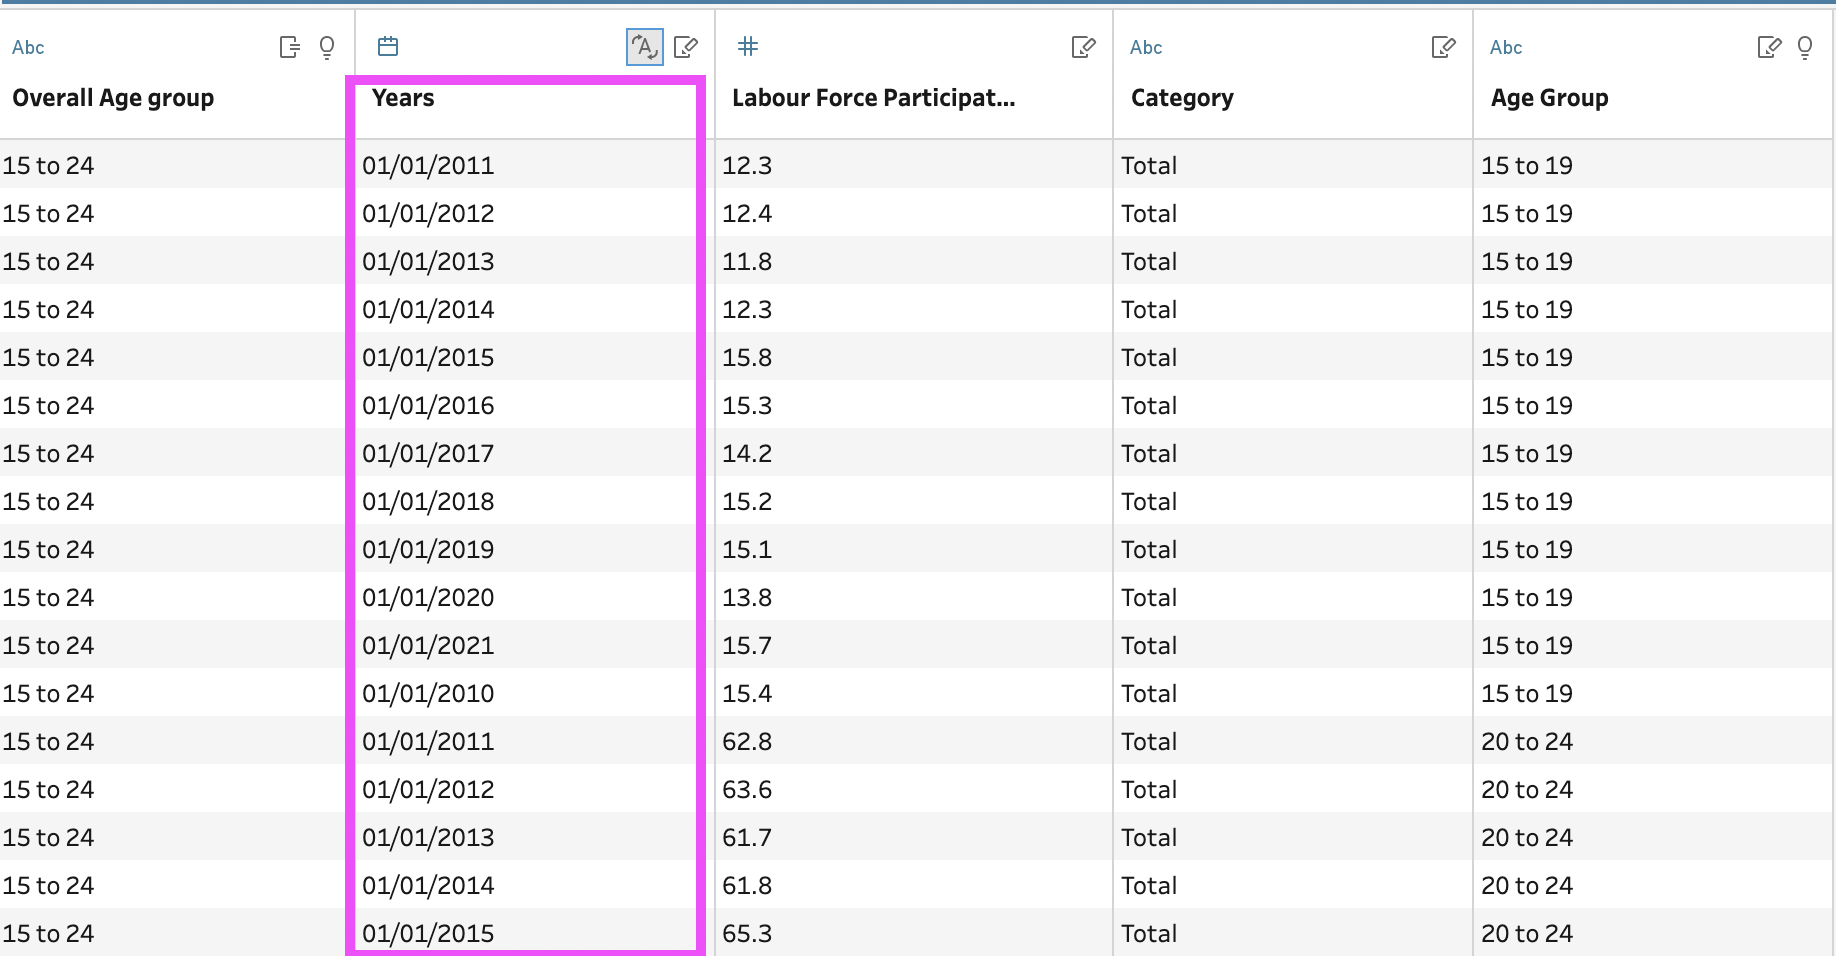 Abc Abc Abc
Overall Age group Years Labour Force Participat... Category Age Group
15 to 24 01/01/2011 12.3 Total 15 to 19
15 to 24 01/01/2012 12.4 Total 15 to 19
15 to 24 01/01/2013 11.8 Total 15 to 19
15 to 24 01/01/2014 12.3 Total 15 to 19
15 to 24 01/01/2015 15.8 Total 15 to 19
15 to 24 01/01/2016 15.3 Total 15 to 19
15 to 24 01/01/2017 14.2 Total 15 to 19
15 to 24 01/01/2018 15.2 Total 15 to 19
15 to 24 01/01/2019 15.1 Total 15 to 19
15 to 24 01/01/2020 13.8 Total 15 to 19
15 to 24 01/01/2021 15.7 Total 15 to 19
15 to 24 01/01/2010 15.4 Total 15 to 19
15 to 24 01/01/2011 62.8 Total 20 to 24
15 to 24 01/01/2012 63.6 Total 20 to 24
15 to 24 01/01/2013 61.7 Total 20 to 24
15 to 24 01/01/2014 61.8 Total 20 to 24
15 to 24 01/01/2015 65.3 Total 20 to 24